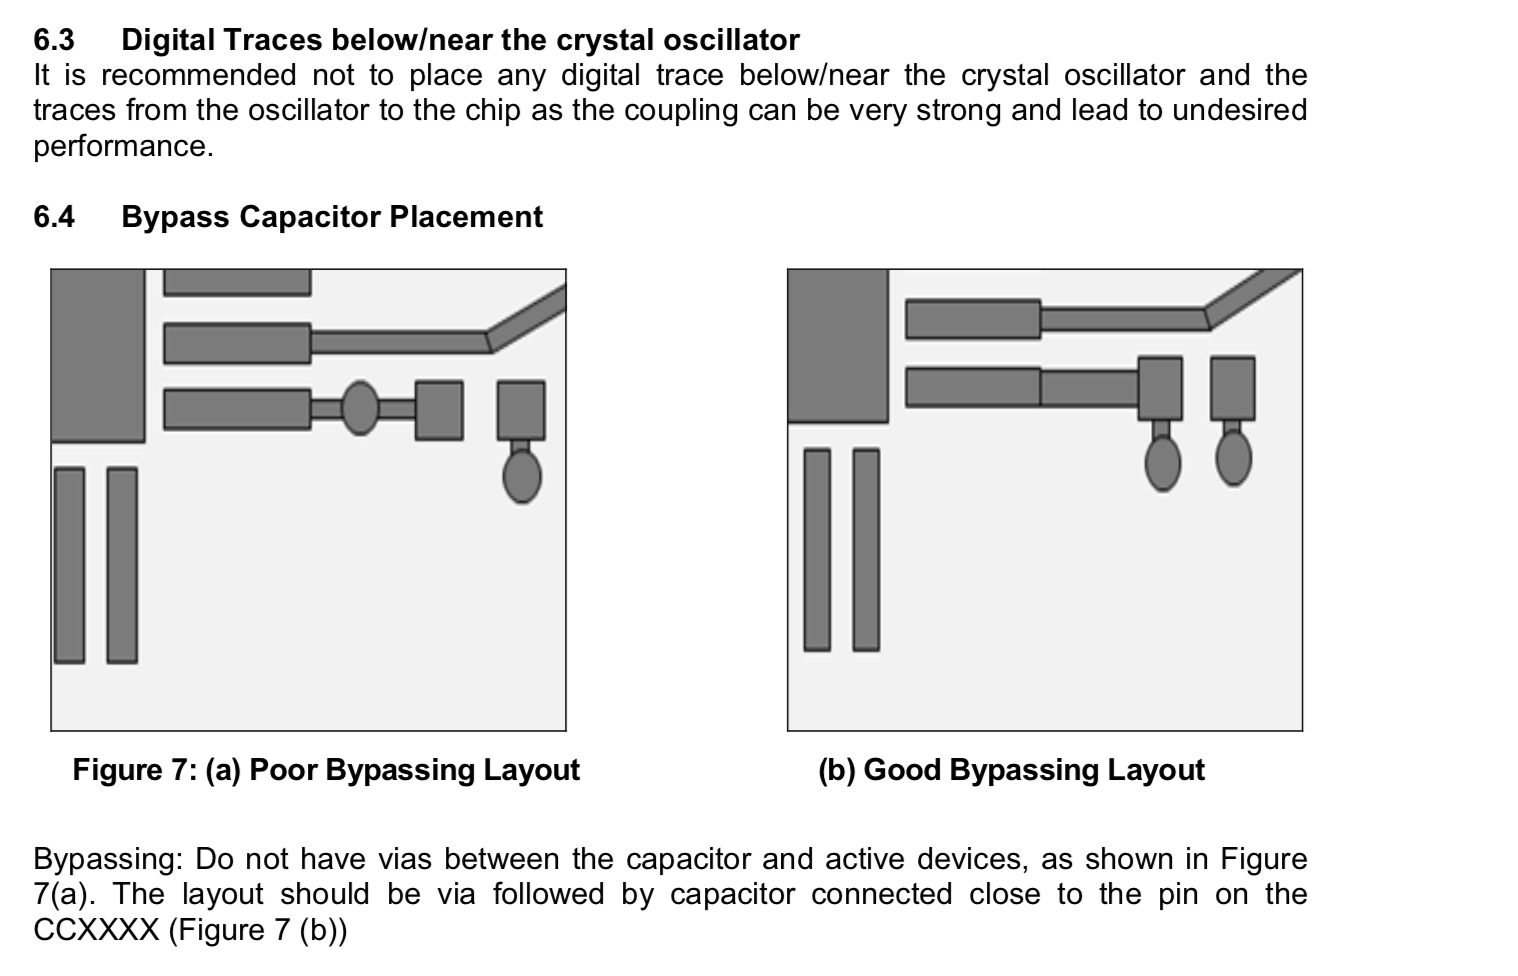 6.3 Digital Traces below/near the crystal oscillator
It is recommended not to place any digital trace below/near the crystal oscillator and the
traces from the oscillator to the chip as the coupling can be very strong and lead to undesired
performance.
6.4 Bypass Capacitor Placement
Figure 7: (a) Poor Bypassing Layout
(b) Good Bypassing Layout
Bypassing: Do not have vias between the capacitor and active devices, as shown in Figure
7(a). The layout should be via followed by capacitor connected close to the pin on the
CCXXXX (Figure 7 (b))